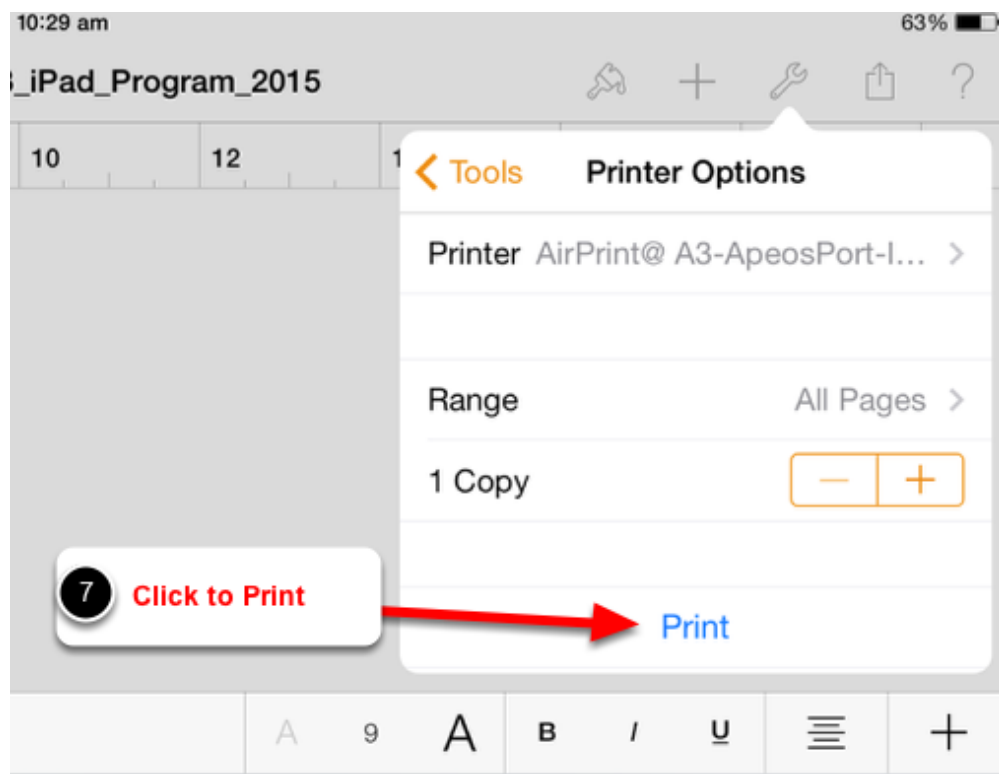 10:29 am 63%
_iPad_Program_2015 ?
10 12
Tools Printer Options
Printer AirPrint@ A3-ApeosPort-I...
Range All Pages
1 Copy − +
7 Click to Print
Print
A 9 A B I U +